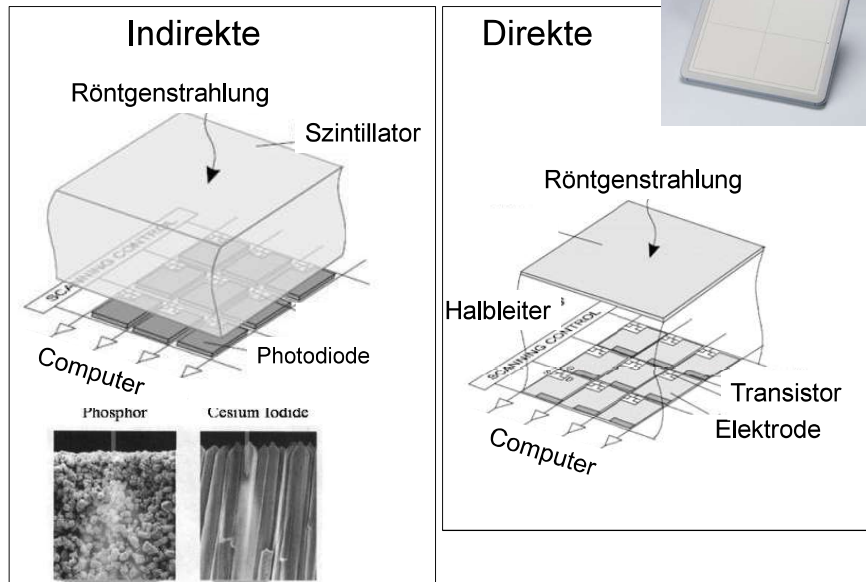 Indirekte
Röntgenstrahlung
Szintillator
SCANNING CONTROL
Photodiode
Computer
Phosphor
Cesium Iodide
Direkte
Röntgenstrahlung
Halbleiter
SCANNING CONTROL
Transistor
Elektrode
Computer